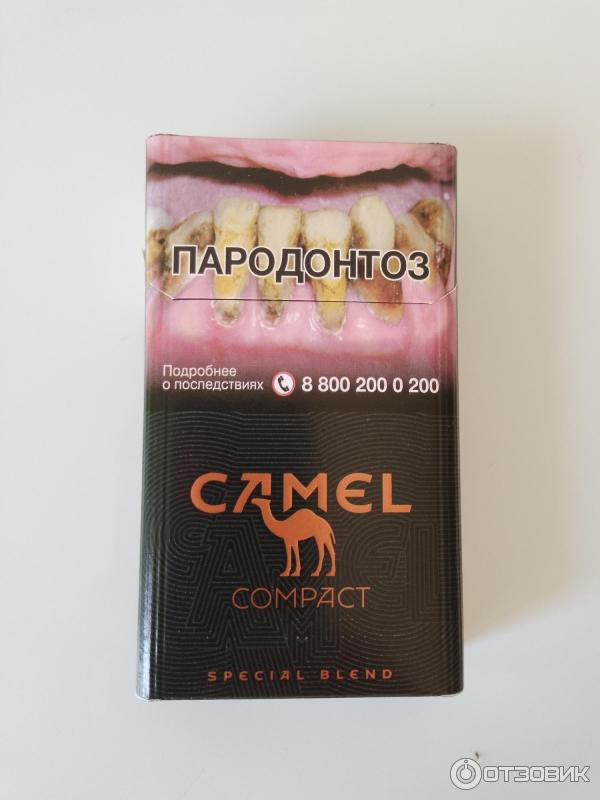 ПАРОДОНТОЗ
Подробнее
о последствиях 8 800 200 0 200
CAMEL
COMPACT
SPECIAL BLEND
ОТЗОВИК